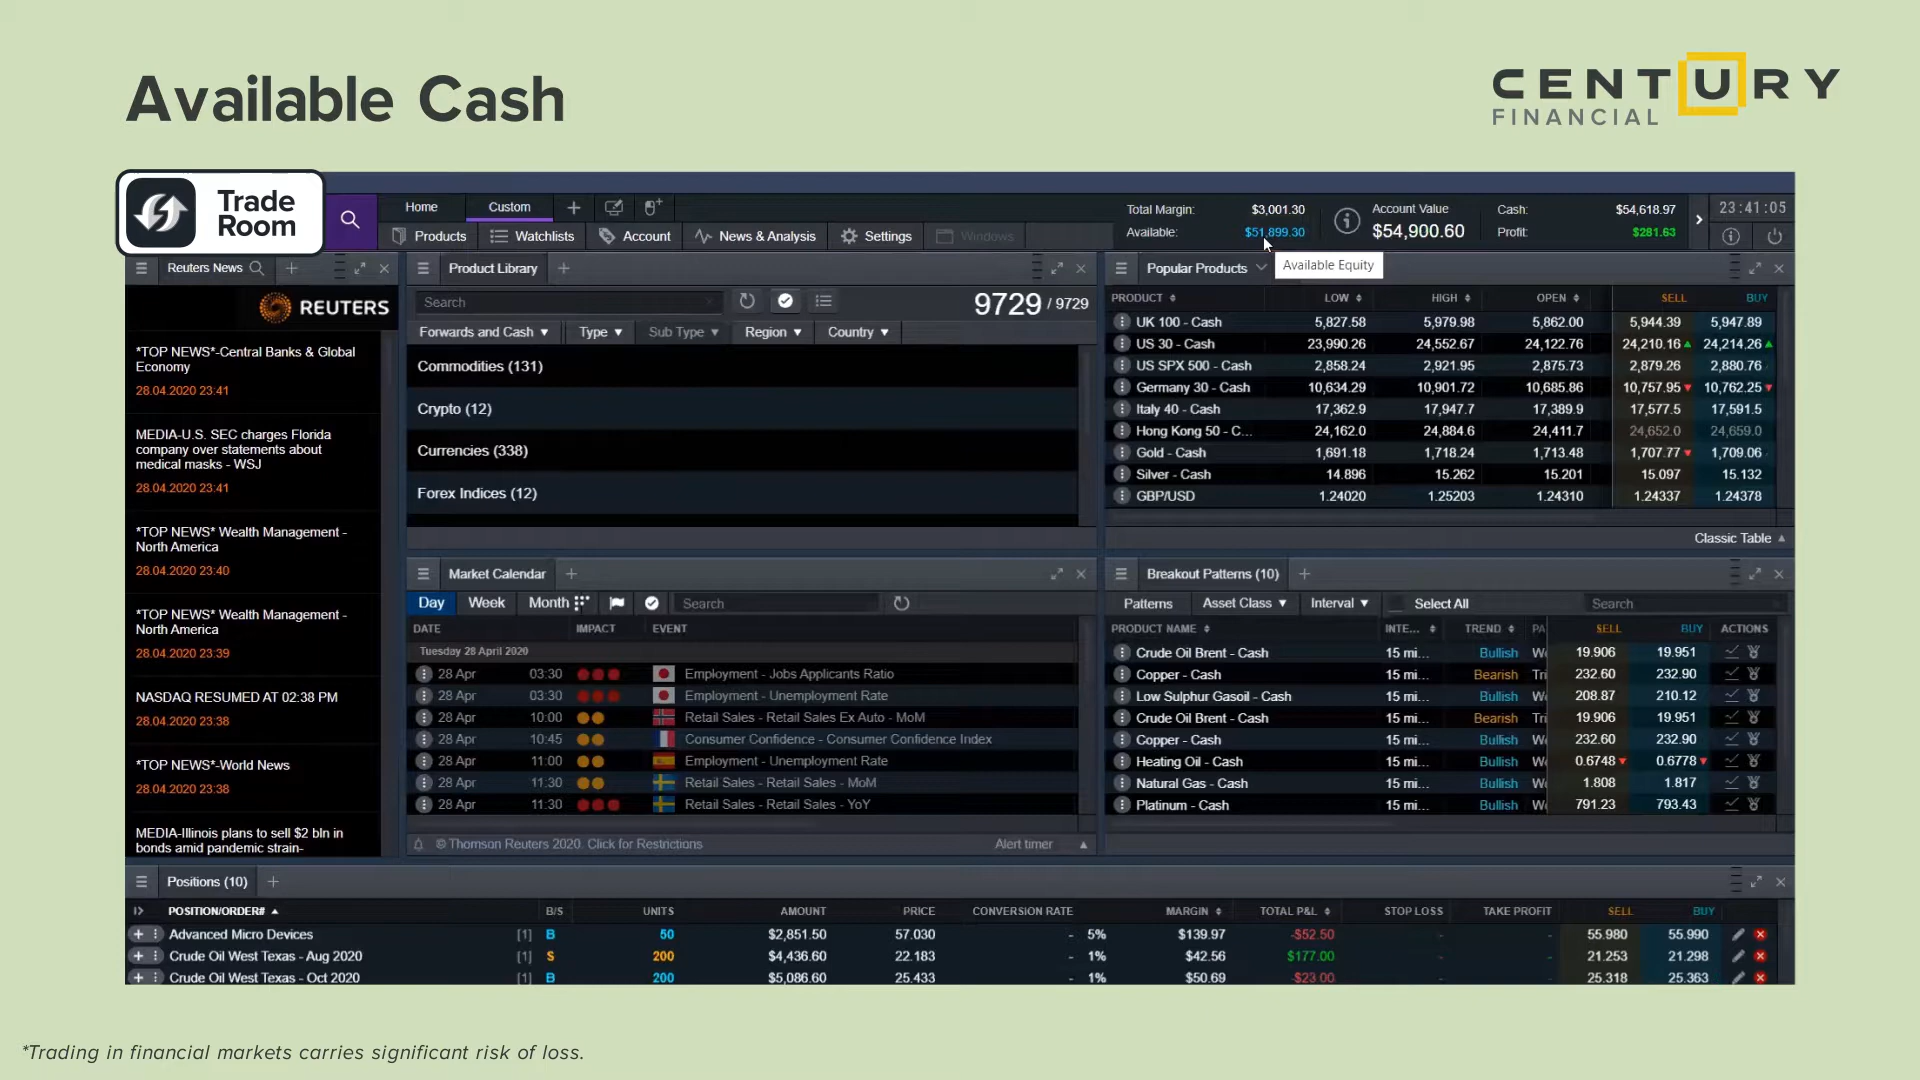 Available Cash
CENTURY
FINANCIAL
Trade
Room
Home Custom
Products Watchlists Account News & Analysis Settings Windows
Total Margin: $3,001.30
Available: $51,899.30
Account Value
$54,900.60
Cash: $54,618.97
Profit: $281.63
23:41:05
Available Equity
Reuters News
REUTERS
*TOP NEWS*-Central Banks & Global
Economy
28.04.2020 23:41
MEDIA-U.S. SEC charges Florida
company over statements about
medical masks - WSJ
28.04.2020 23:41
*TOP NEWS* Wealth Management -
North America
28.04.2020 23:40
*TOP NEWS* Wealth Management -
North America
28.04.2020 23:39
NASDAQ RESUMED AT 02:38 PM
28.04.2020 23:38
*TOP NEWS*-World News
28.04.2020 23:38
MEDIA-Illinois plans to sell $2 bln in
bonds amid pandemic strain-
Product Library
Search
9729 / 9729
Forwards and Cash Type Sub Type Region Country
Commodities (131)
Crypto (12)
Currencies (338)
Forex Indices (12)
Popular Products
PRODUCT LOW HIGH OPEN SELL BUY
UK 100 - Cash 5,827.58 5,979.98 5,862.00 5,944.39 5,947.89
US 30 - Cash 23,990.26 24,552.67 24,122.76 24,210.16 24,214.26
US SPX 500 - Cash 2,858.24 2,921.95 2,875.73 2,879.26 2,880.76
Germany 30 - Cash 10,634.29 10,901.72 10,685.86 10,757.95 10,762.25
Italy 40 - Cash 17,362.9 17,947.7 17,389.9 17,577.5 17,591.5
Hong Kong 50 - C... 24,162.0 24,884.6 24,411.7 24,652.0 24,659.0
Gold - Cash 1,691.18 1,718.24 1,713.48 1,707.77 1,709.06
Silver - Cash 14.896 15.262 15.201 15.097 15.132
GBP/USD 1.24020 1.25203 1.24310 1.24337 1.24378
Classic Table
Market Calendar
Day Week Month Search
DATE IMPACT EVENT
Tuesday 28 April 2020
28 Apr 03:30 Employment - Jobs Applicants Ratio
28 Apr 03:30 Employment - Unemployment Rate
28 Apr 10:00 Retail Sales - Retail Sales Ex Auto - MoM
28 Apr 10:45 Consumer Confidence - Consumer Confidence Index
28 Apr 11:00 Employment - Unemployment Rate
28 Apr 11:30 Retail Sales - Retail Sales - MoM
28 Apr 11:30 Retail Sales - Retail Sales - YoY
© Thomson Reuters 2020. Click for Restrictions Alert timer
Breakout Patterns (10)
Patterns Asset Class Interval Select All Search
PRODUCT NAME INTE... TREND PA SELL BUY ACTIONS
Crude Oil Brent - Cash 15 mi... Bullish We 19.906 19.951
Copper - Cash 15 mi... Bearish Tri 232.60 232.90
Low Sulphur Gasoil - Cash 15 mi... Bullish We 208.87 210.12
Crude Oil Brent - Cash 15 mi... Bearish Tri 19.906 19.951
Copper - Cash 15 mi... Bullish We 232.60 232.90
Heating Oil - Cash 15 mi... Bullish We 0.6748 0.6778
Natural Gas - Cash 15 mi... Bullish We 1.808 1.817
Platinum - Cash 15 mi... Bullish We 791.23 793.43
Positions (10)
POSITION/ORDER# B/S UNITS AMOUNT PRICE CONVERSION RATE MARGIN TOTAL P&L STOP LOSS TAKE PROFIT SELL BUY
Advanced Micro Devices [1] B 50 $2,851.50 57.030 - 5% $139.97 -$52.50 - - 55.980 55.990
Crude Oil West Texas - Aug 2020 [1] S 200 $4,436.60 22.183 - 1% $42.56 $177.00 - - 21.253 21.298
Crude Oil West Texas - Oct 2020 [1] B 200 $5,086.60 25.433 - 1% $50.69 -$23.00 - - 25.318 25.363
*Trading in financial markets carries significant risk of loss.